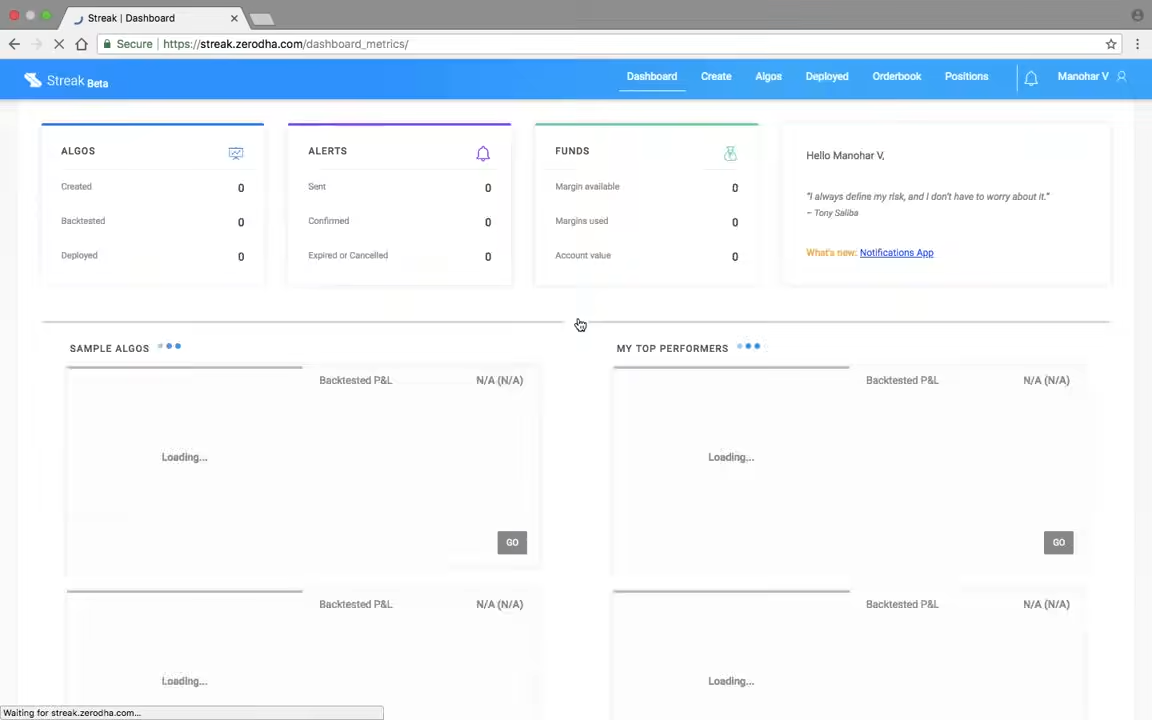 Streak | Dashboard
Secure | https://streak.zerodha.com/dashboard_metrics/
Streak Beta
Dashboard Create Algos Deployed Orderbook Positions Manohar V
ALGOS
Created 0
Backtested 0
Deployed 0
ALERTS
Sent 0
Confirmed 0
Expired or Cancelled 0
FUNDS
Margin available 0
Margins used 0
Account value 0
Hello Manohar V,
“I always define my risk, and I don’t have to worry about it.”
– Tony Saliba
What's new: Notifications App
SAMPLE ALGOS
Backtested P&L N/A (N/A)
Loading...
GO
Backtested P&L N/A (N/A)
Loading...
MY TOP PERFORMERS
Backtested P&L N/A (N/A)
Loading...
GO
Backtested P&L N/A (N/A)
Loading...
Waiting for streak.zerodha.com...